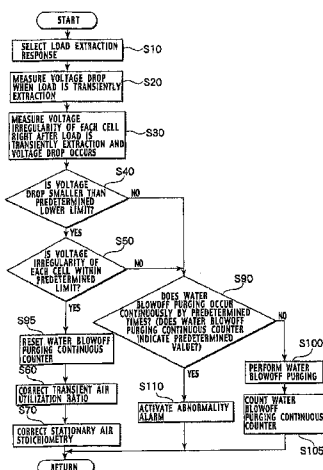 START
SELECT LOAD EXTRACTION
RESPONSE
S10
MEASURE VOLTAGE DROP
WHEN LOAD IS TRANSIENTLY
EXTRACTION
S20
MEASURE VOLTAGE
IRREGULARITY OF EACH CELL
RIGHT AFTER LOAD IS
TRANSIENTLY EXTRACTION AND
VOLTAGE DROP OCCURS
S30
S40
IS VOLTAGE
DROP SMALLER THAN
PREDETERMINED
LOWER LIMIT?
NO
YES
S50
IS VOLTAGE
IRREGULARITY OF
EACH CELL WITHIN
PREDETERMINED
LIMIT?
NO
YES
S90
DOES WATER
BLOWOFF PURGING OCCUR
CONTINUOUSLY BY PREDETERMINED
TIMES? (DOES WATER BLOWOFF
PURGING CONTINUOUS COUNTER
INDICATE PREDETERMINED
VALUE?)
NO
YES
S95
RESET WATER BLOWOFF
PURGING CONTINUOUS
COUNTER
S60
CORRECT TRANSIENT AIR
UTILIZATION RATIO
S70
CORRECT STATIONARY AIR
STOICHIOMETRY
S110
ACTIVATE ABNORMALITY
ALARM
S100
PERFORM WATER
BLOWOFF PURGING
COUNT WATER
BLOWOFF
PURGING CONTINUOUS
COUNTER
S105
RETURN